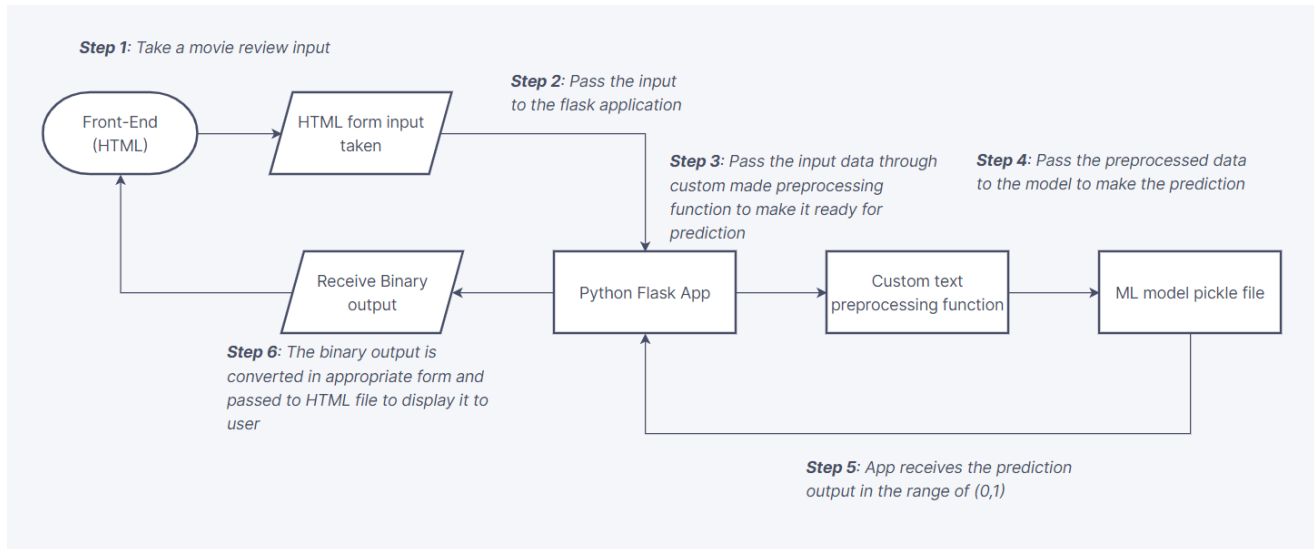 Step 1: Take a movie review input
Front-End
(HTML)
HTML form input
taken
Step 2: Pass the input
to the flask application
Step 3: Pass the input data through
custom made preprocessing
function to make it ready for
prediction
Step 4: Pass the preprocessed data
to the model to make the prediction
Receive Binary
output
Python Flask App
Custom text
preprocessing function
ML model pickle file
Step 6: The binary output is
converted in appropriate form and
passed to HTML file to display it to
user
Step 5: App receives the prediction
output in the range of (0,1)